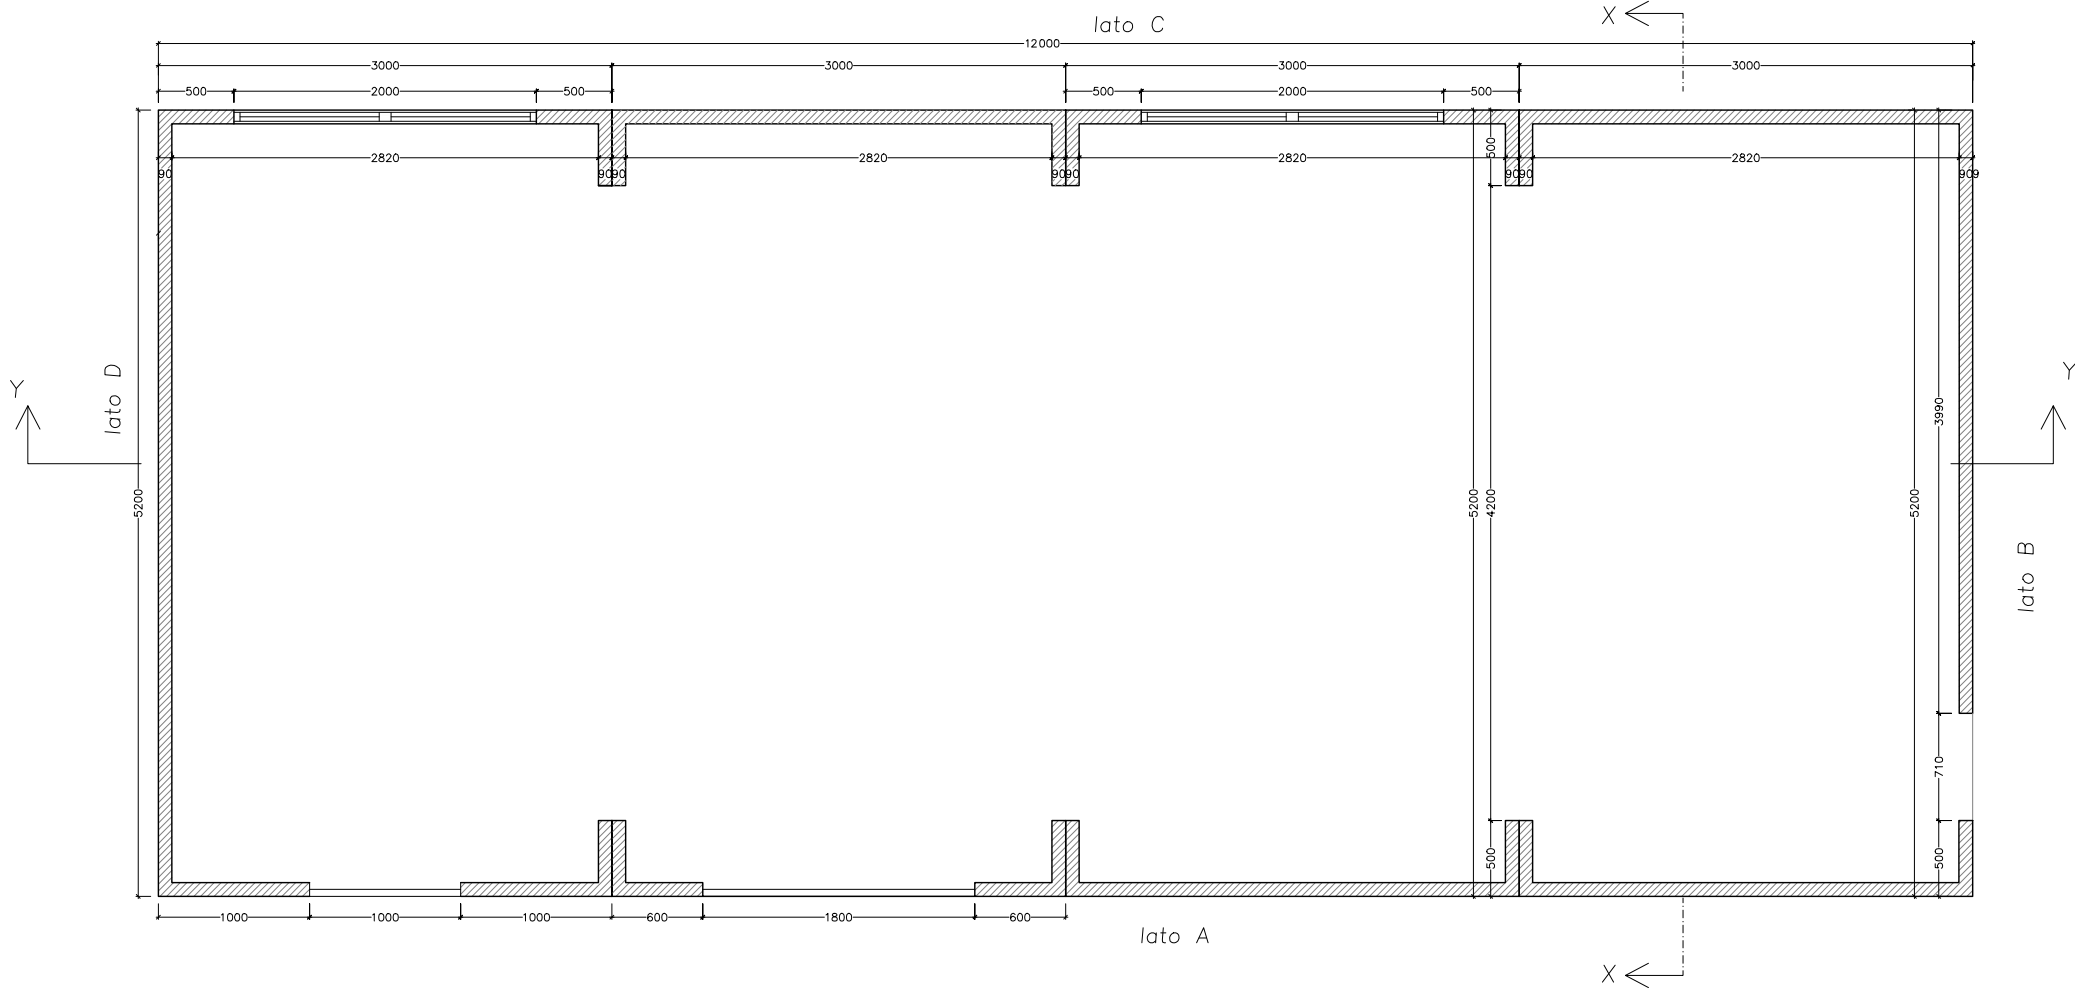 lato C
X
12000
3000 3000 3000 3000
500 2000 500 500 2000 500
500
2820 2820 2820 2820
90 90 90 90 90 90 90 909
Y
Y
lato D
3990
5200 5200 4200 5200
lato B
710
500 500
1000 1000 1000 600 1800 600
lato A
X